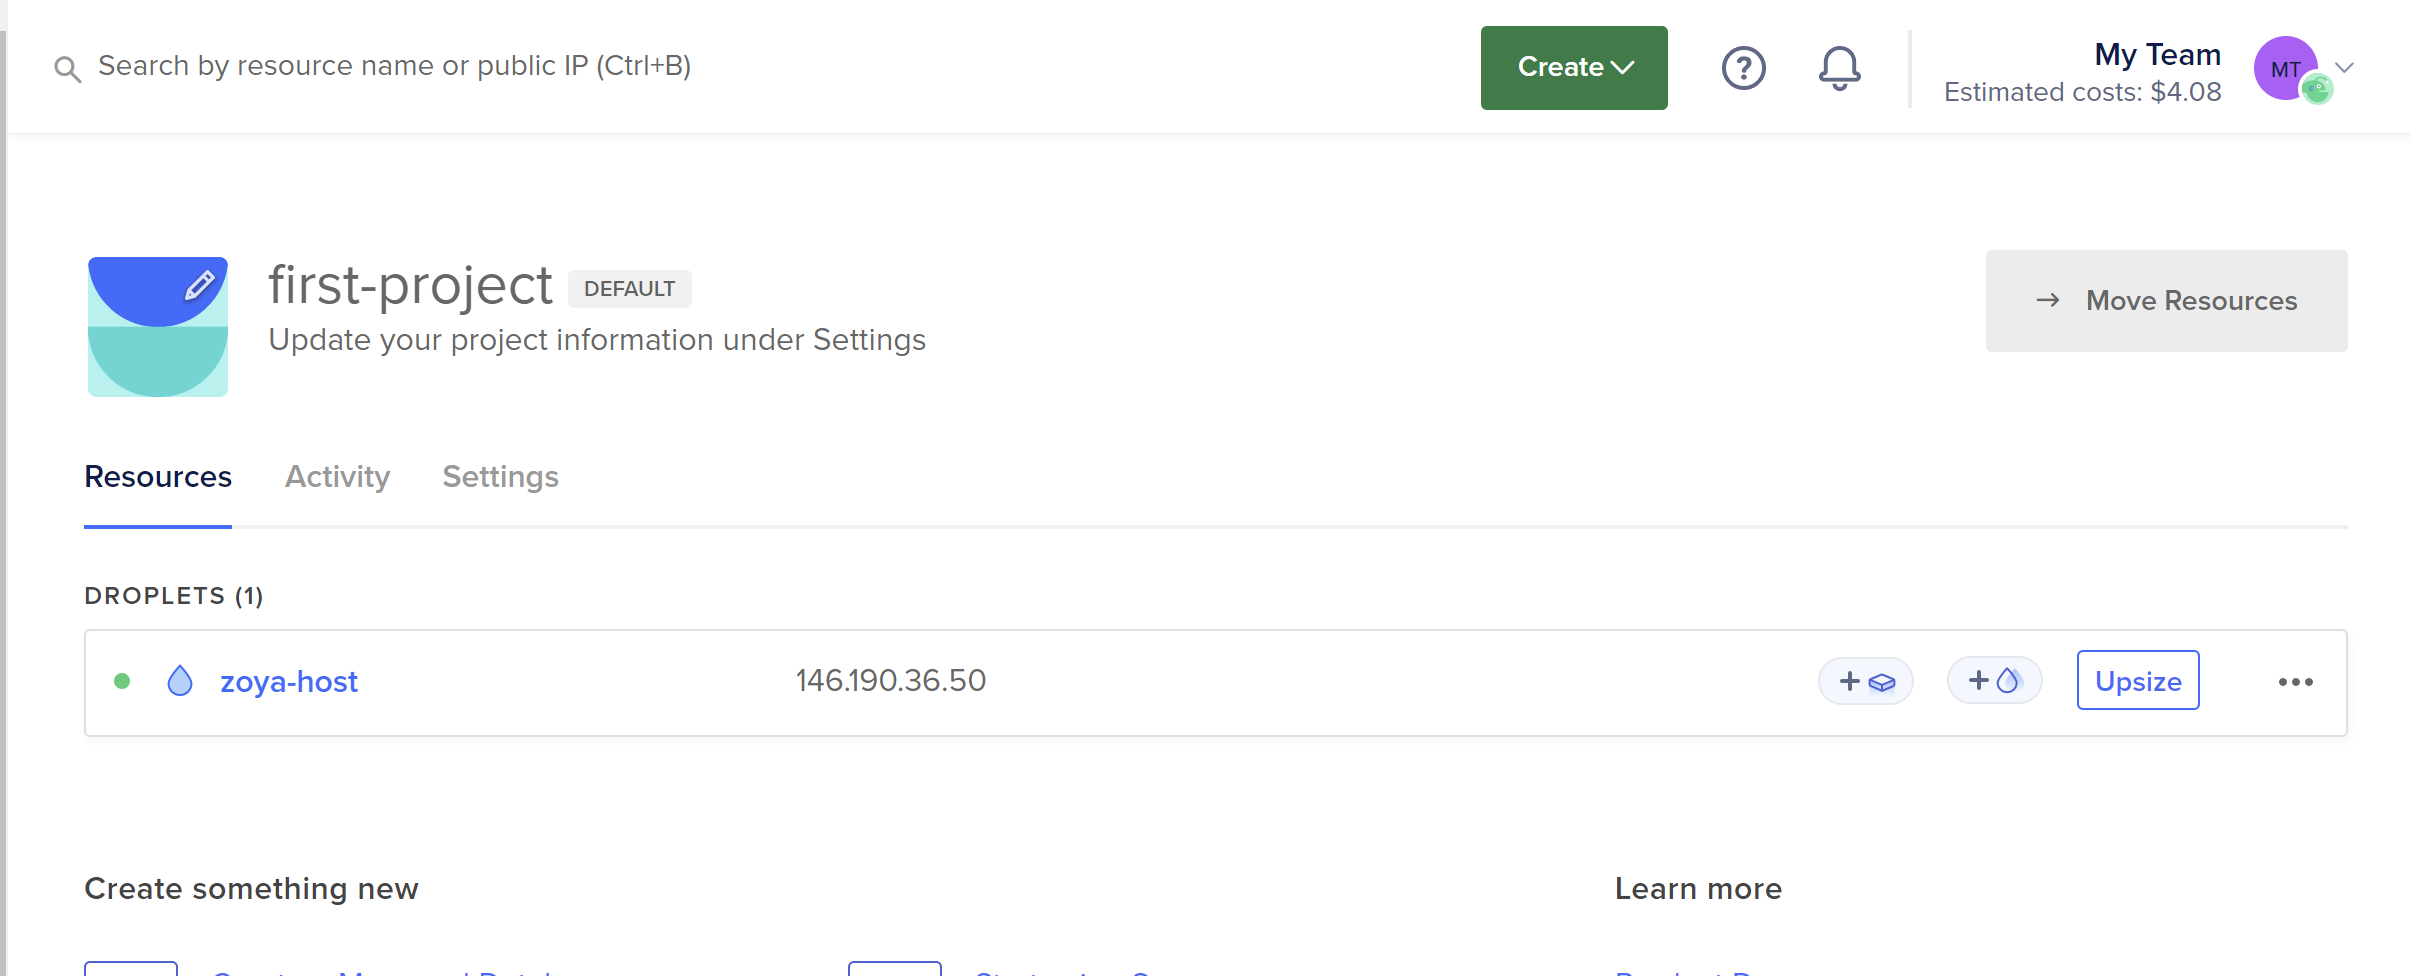 Search by resource name or public IP (Ctrl+B)
Create
?
My Team
Estimated costs: $4.08
MT
first-project DEFAULT
Update your project information under Settings
→ Move Resources
Resources Activity Settings
DROPLETS (1)
zoya-host 146.190.36.50 + + Upsize •••
Create something new
Learn more